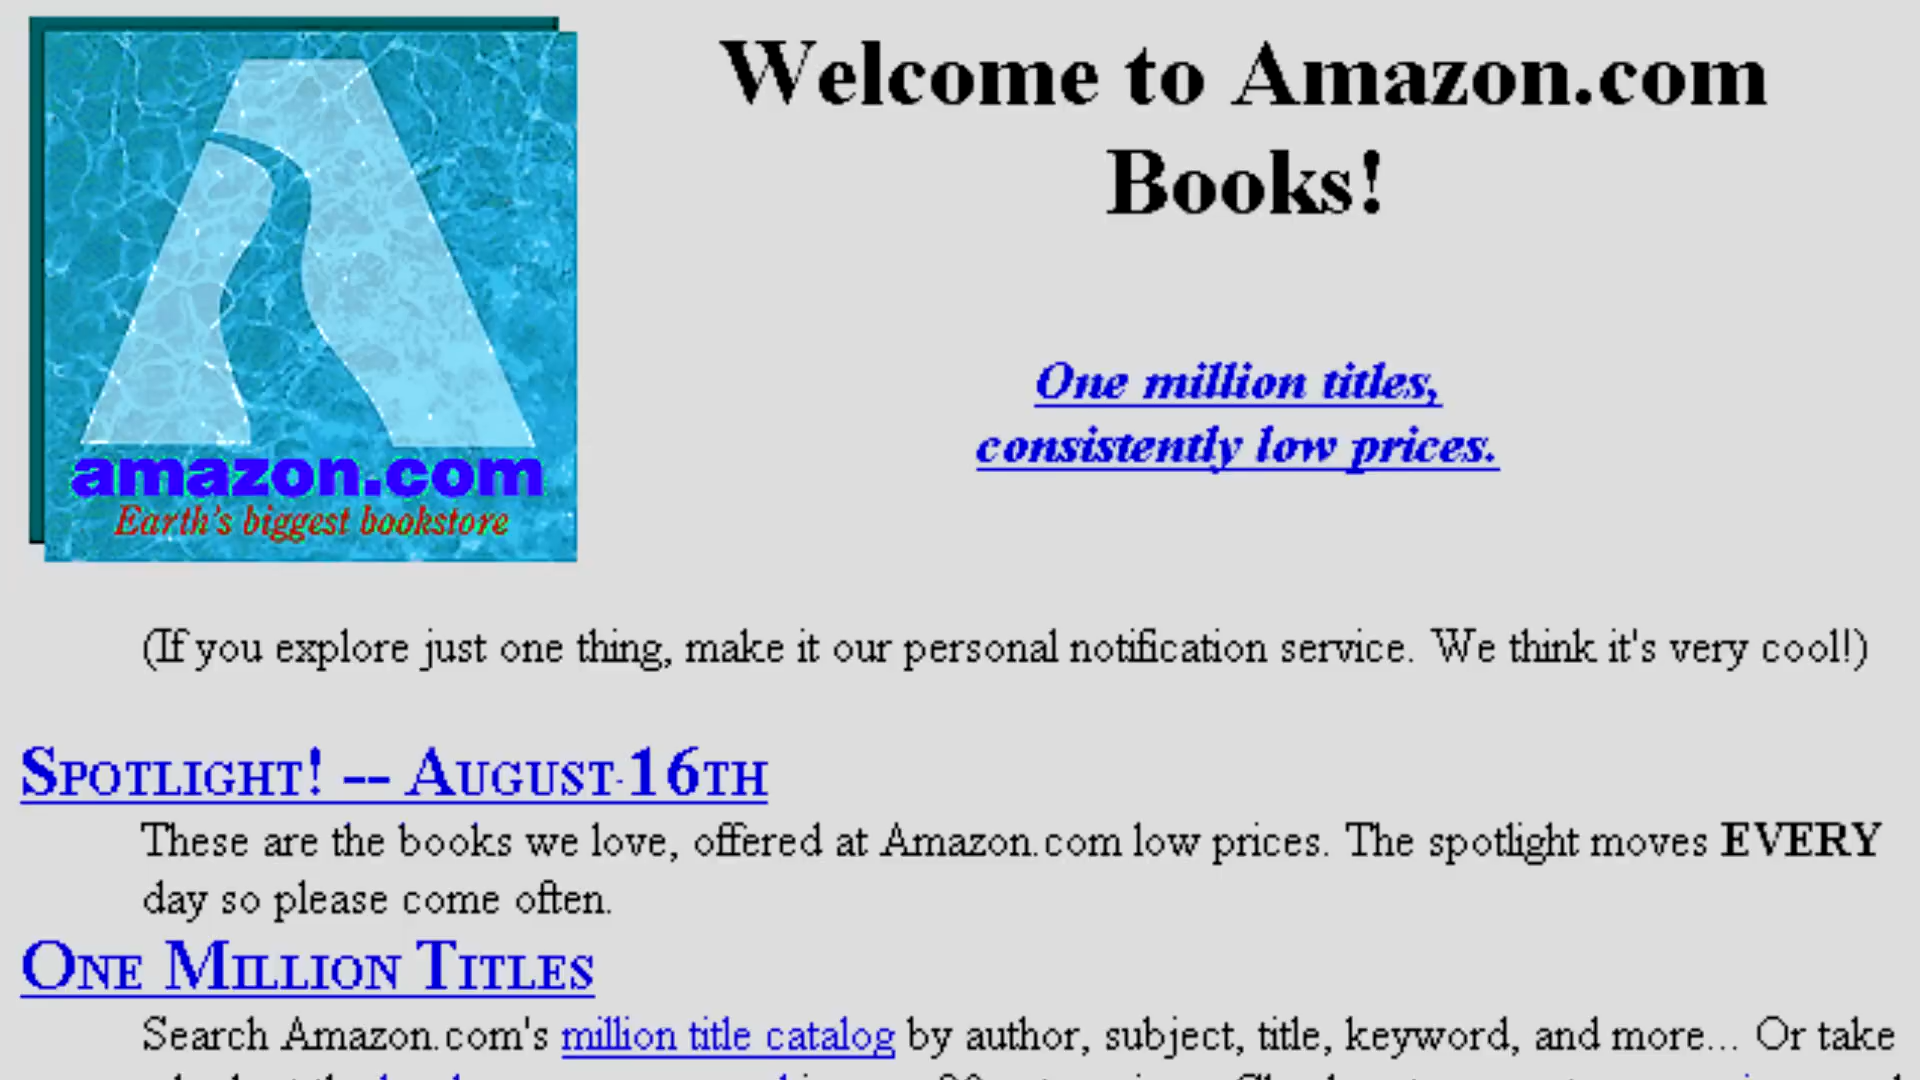 Welcome to Amazon.com
Books!
One million titles,
consistently low prices.
amazon.com
Earth's biggest bookstore
(If you explore just one thing, make it our personal notification service. We think it's very cool!)
SPOTLIGHT! -- AUGUST 16TH
These are the books we love, offered at Amazon.com low prices. The spotlight moves EVERY
day so please come often.
ONE MILLION TITLES
Search Amazon.com's million title catalog by author, subject, title, keyword, and more... Or take